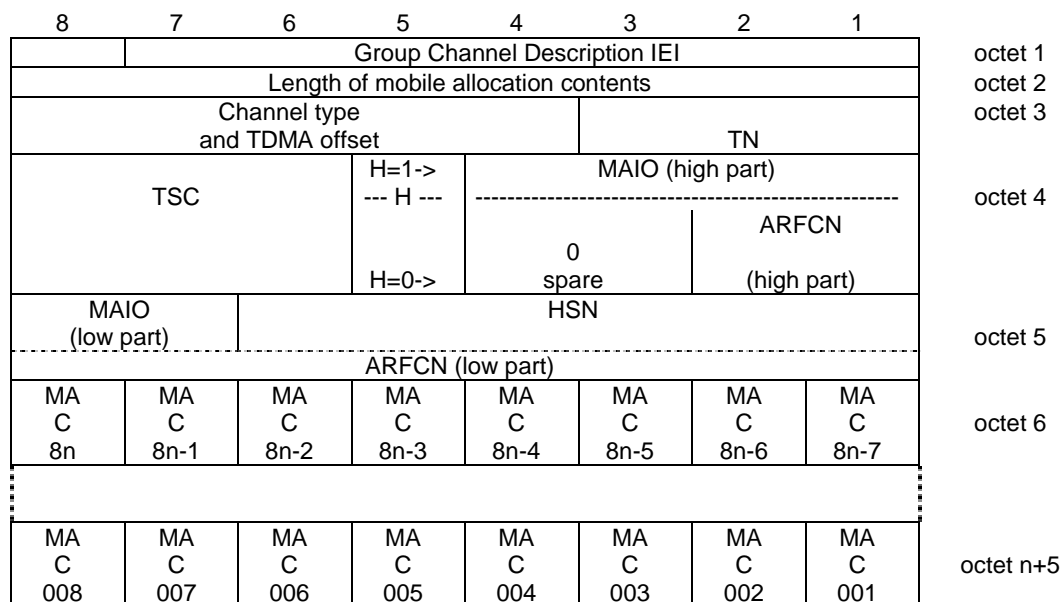 8 7 6 5 4 3 2 1
Group Channel Description IEI octet 1
Length of mobile allocation contents octet 2
Channel type octet 3
and TDMA offset TN
H=1-> MAIO (high part)
TSC --- H --- ---------------------------------------------------- octet 4
ARFCN
0
H=0-> spare (high part)
MAIO HSN
(low part) octet 5
ARFCN (low part)
MA MA MA MA MA MA MA MA
C C C C C C C C octet 6
8n 8n-1 8n-2 8n-3 8n-4 8n-5 8n-6 8n-7
MA MA MA MA MA MA MA MA
C C C C C C C C octet n+5
008 007 006 005 004 003 002 001